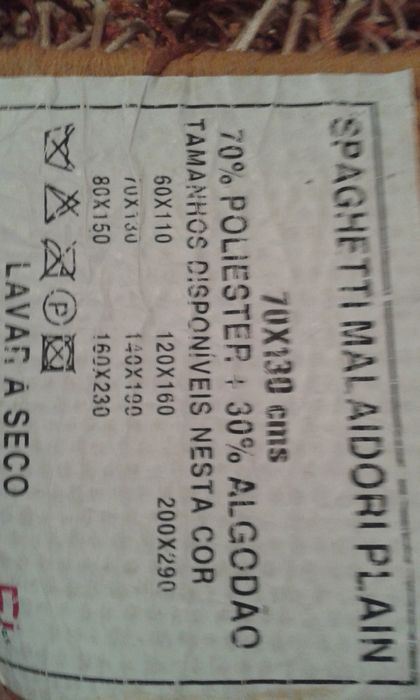 SPAGHETTI MALAIDORI PLAIN
70X130 cms
70% POLIESTER + 30% ALGODÃO
TAMANHOS DISPONÍVEIS NESTA COR
60X110 120X160 200X290
70X130 140X190
80X150 160X230
P
LAVAR À SECO